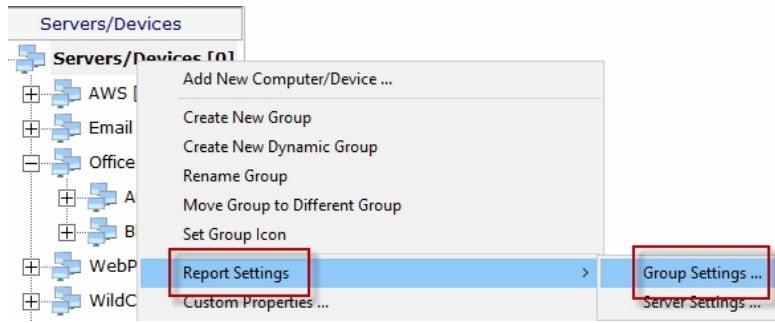 Servers/Devices
Servers/Devices [0]
Add New Computer/Device ...
AWS [
Create New Group
Email
Create New Dynamic Group
Office
Rename Group
A
Move Group to Different Group
B
Set Group Icon
WebP
Report Settings
Group Settings ...
WildC
Custom Properties ...
Server Settings ...